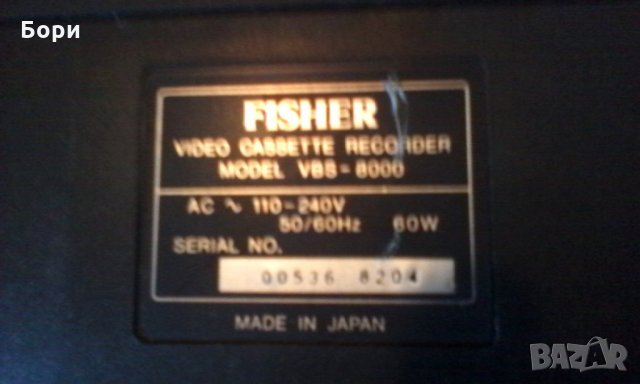 Бори
FISHER
VIDEO CASSETTE RECORDER
MODEL VBS-8000
AC ~ 110-240V
50/60Hz 60W
SERIAL NO.
00536 8204
MADE IN JAPAN
BAZAR